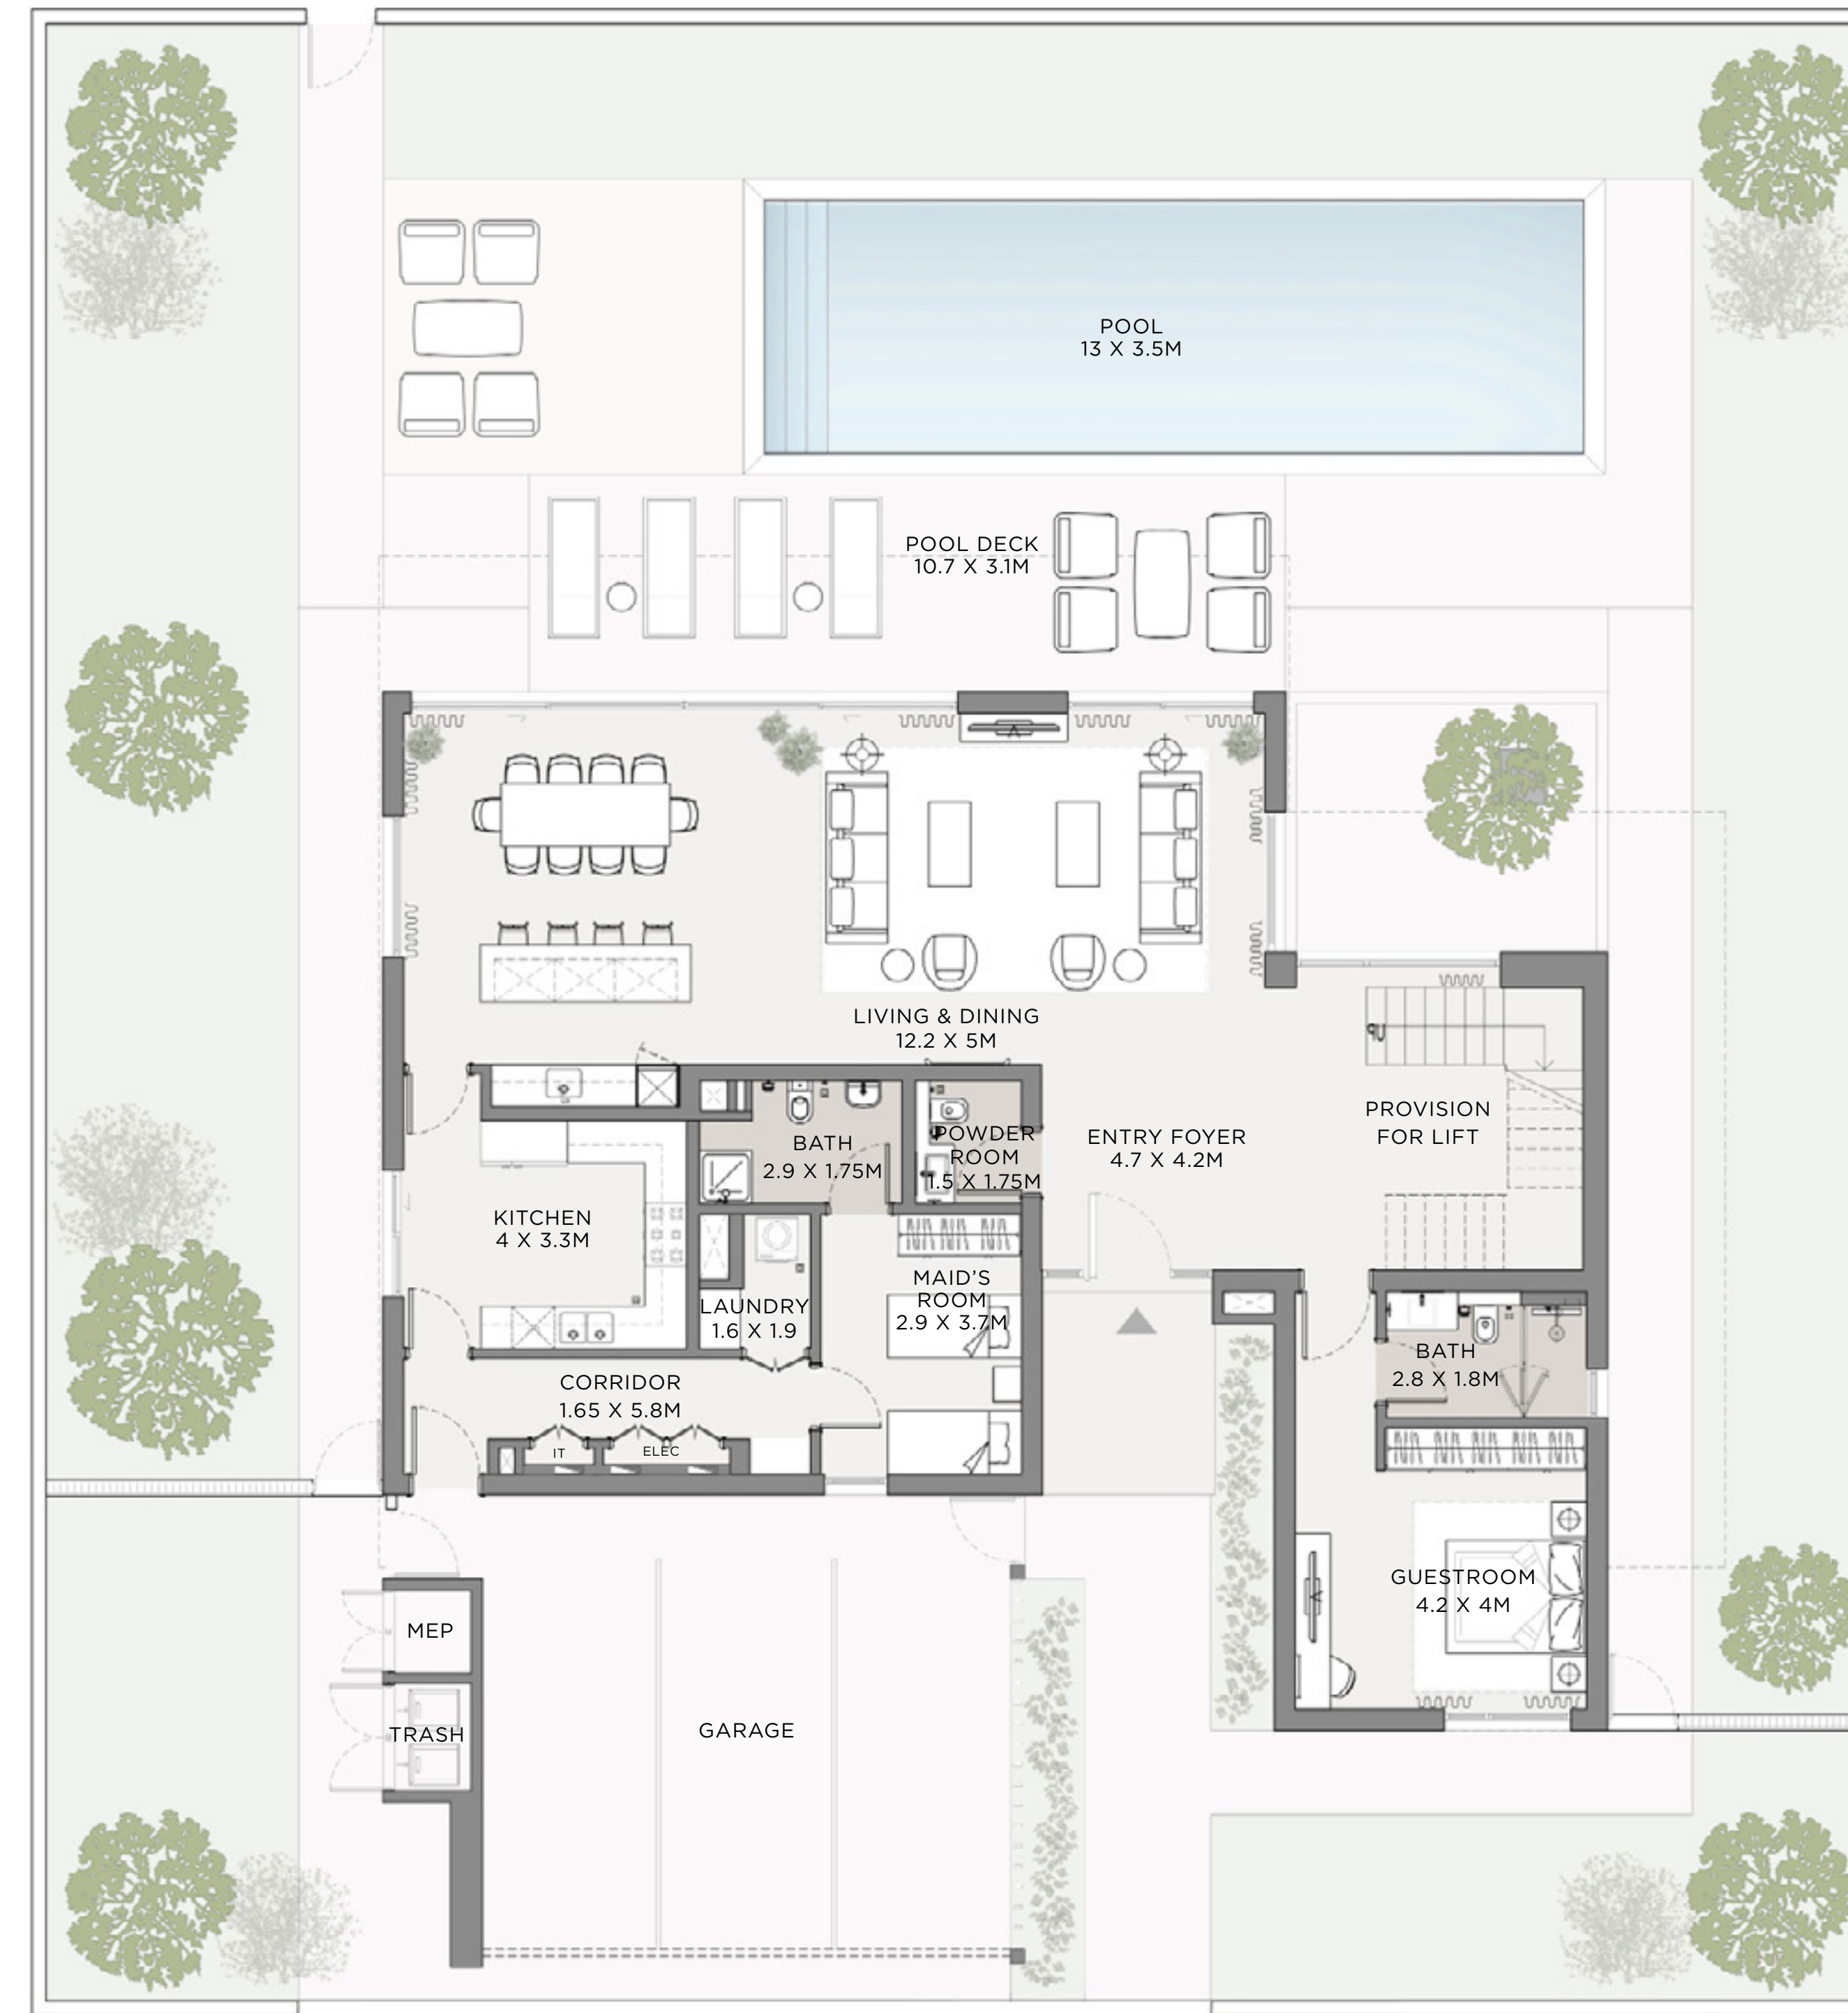 POOL
13 X 3.5M
POOL DECK
10.7 X 3.1M
LIVING & DINING
12.2 X 5M
BATH
2.9 X 1.75M
POWDER
ROOM
1.5 X 1.75M
ENTRY FOYER
4.7 X 4.2M
PROVISION
FOR LIFT
KITCHEN
4 X 3.3M
LAUNDRY
1.6 X 1.9
MAID'S
ROOM
2.9 X 3.7M
CORRIDOR
1.65 X 5.8M
IT
ELEC
BATH
2.8 X 1.8M
GUESTROOM
4.2 X 4M
MEP
TRASH
GARAGE